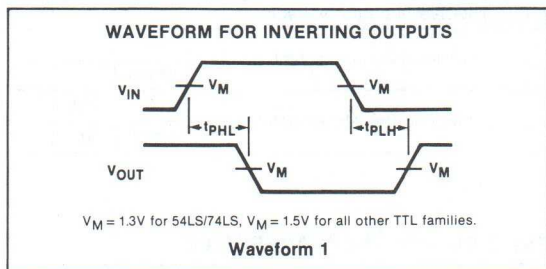 WAVEFORM FOR INVERTING OUTPUTS
VIN
VM
VM
tPHL
tPLH
VOUT
VM
VM
VM = 1.3V for 54LS/74LS, VM = 1.5V for all other TTL families.
Waveform 1